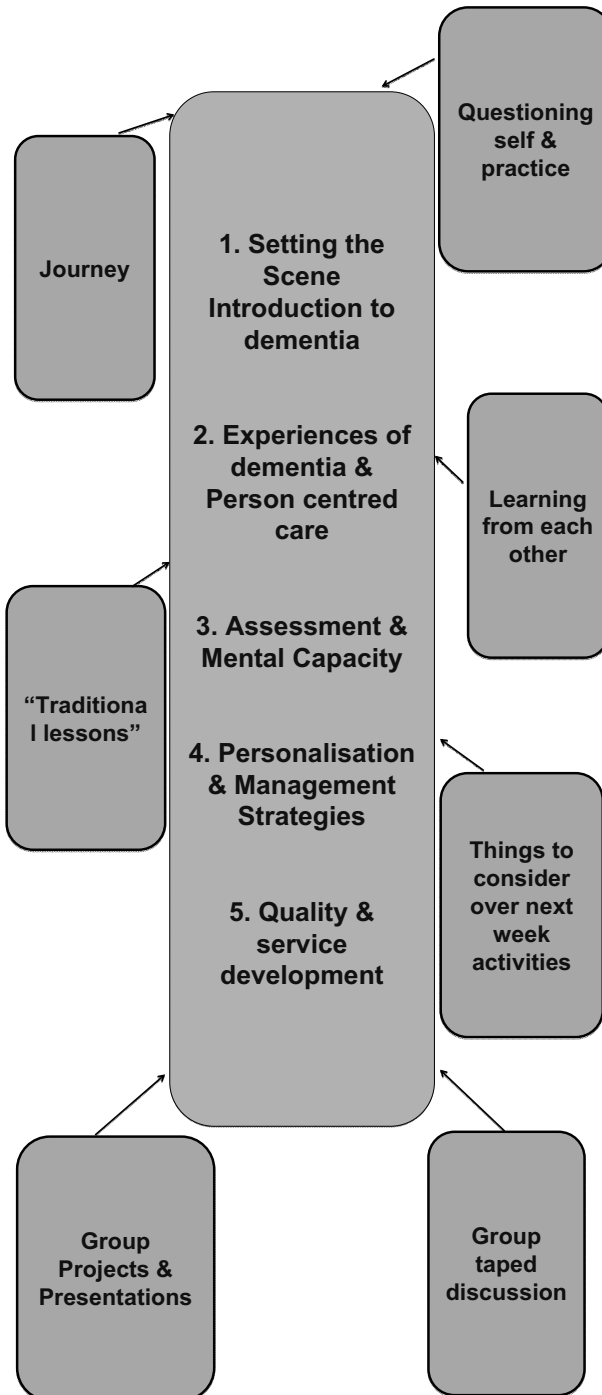 Questioning
self &
practice
Journey
1. Setting the
Scene
Introduction to
dementia
2. Experiences of
dementia &
Person centred
care
Learning
from each
other
3. Assessment &
Mental Capacity
“Traditiona
l lessons”
4. Personalisation
& Management
Strategies
Things to
consider
over next
week
activities
5. Quality &
service
development
Group
Projects &
Presentations
Group
taped
discussion